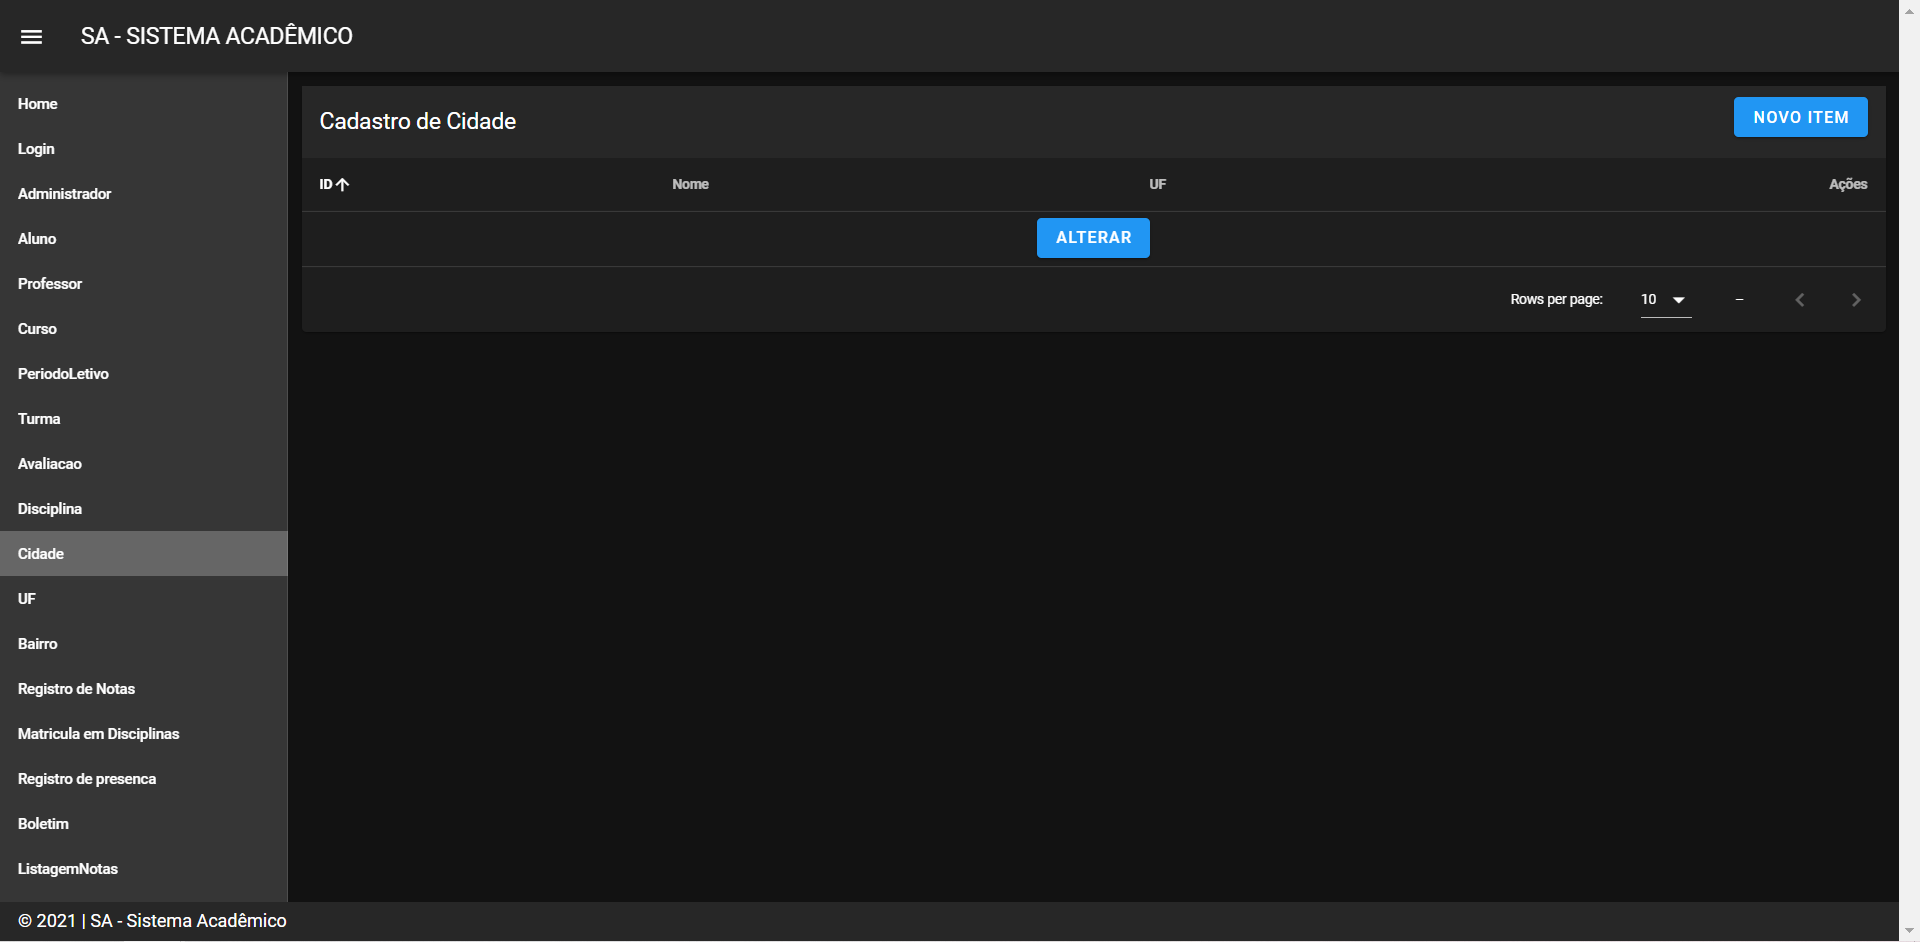 SA - SISTEMA ACADÊMICO
Home
Login
Administrador
Aluno
Professor
Curso
PeriodoLetivo
Turma
Avaliacao
Disciplina
Cidade
UF
Bairro
Registro de Notas
Matricula em Disciplinas
Registro de presenca
Boletim
ListagemNotas
Cadastro de Cidade
NOVO ITEM
ID Nome UF Ações
ALTERAR
Rows per page: 10 –
© 2021 | SA - Sistema Acadêmico